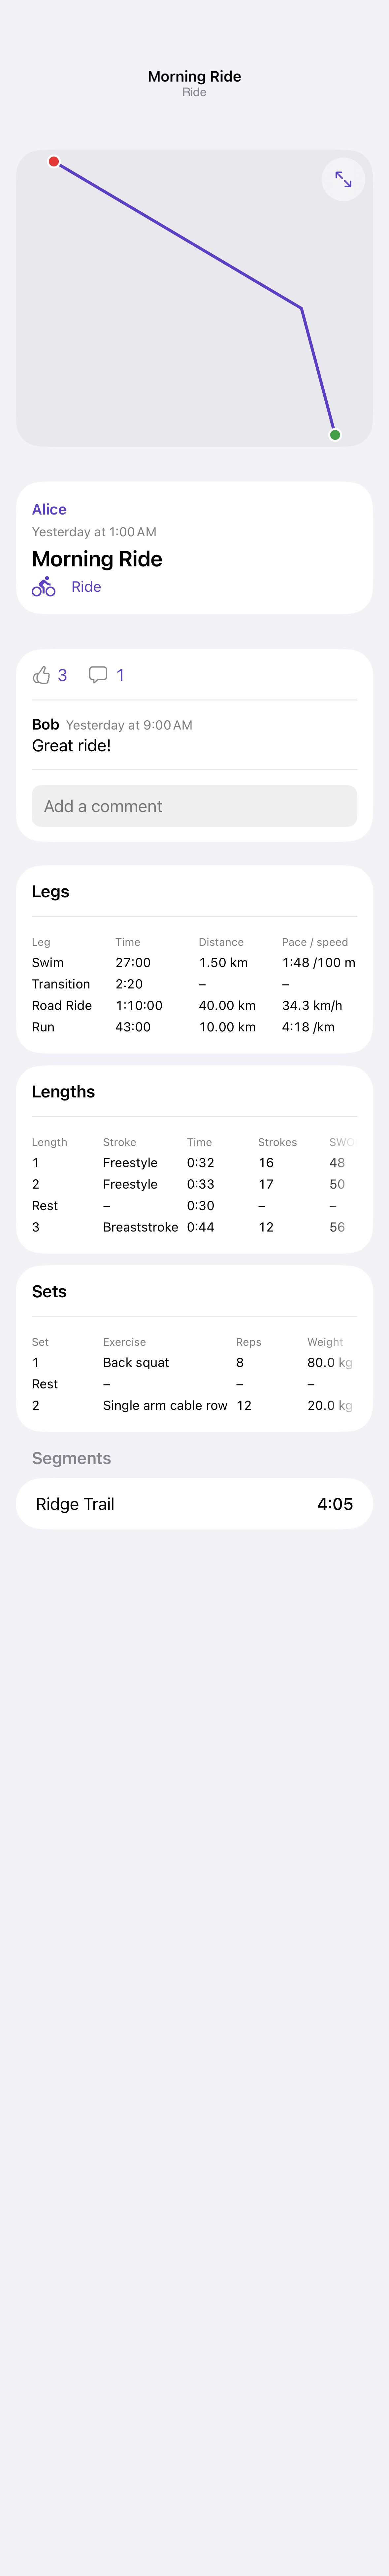 Morning Ride
Ride
Alice
Yesterday at 1:00 AM
Morning Ride
Ride
3 1
Bob Yesterday at 9:00 AM
Great ride!
Add a comment
Legs
Leg Time Distance Pace / speed
Swim 27:00 1.50 km 1:48 /100 m
Transition 2:20 – –
Road Ride 1:10:00 40.00 km 34.3 km/h
Run 43:00 10.00 km 4:18 /km
Lengths
Length Stroke Time Strokes
1 Freestyle 0:32 16 48
2 Freestyle 0:33 17 50
Rest – 0:30 – –
3 Breaststroke 0:44 12 56
Sets
Set Exercise Reps Weight
1 Back squat 8 80.0 kg
Rest – – –
2 Single arm cable row 12 20.0 kg
Segments
Ridge Trail 4:05